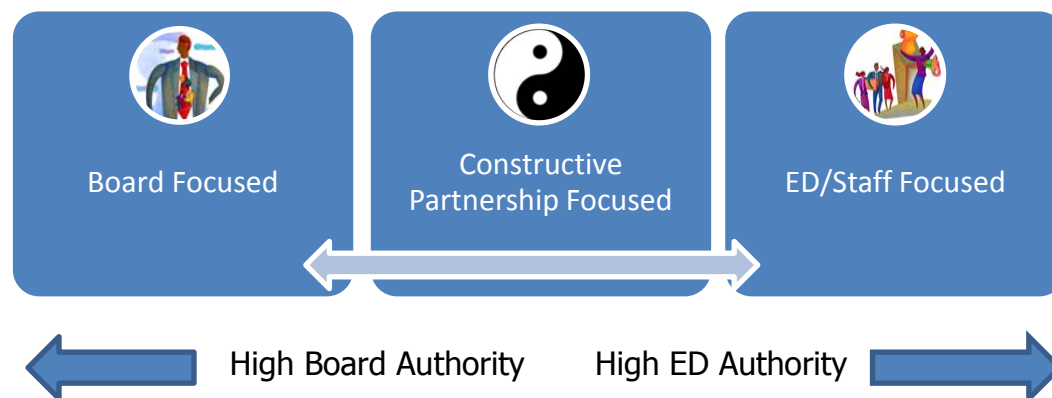 Board Focused
Constructive
Partnership Focused
ED/Staff Focused
High Board Authority
High ED Authority